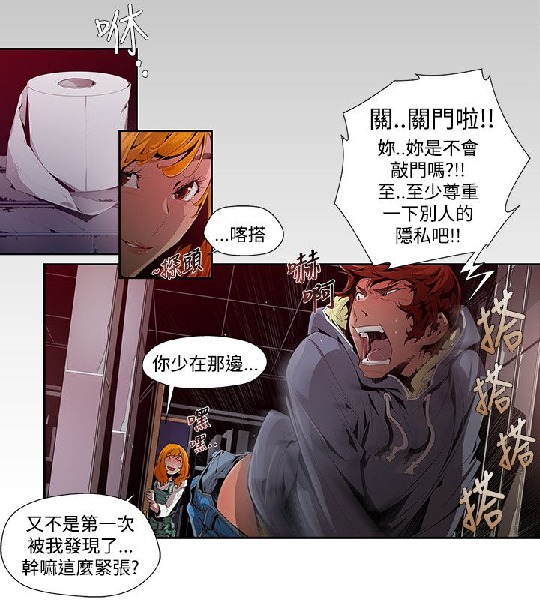 咻
關..關門啦!!
妳..妳是不會
敲門嗎?!!
至..至少尊重
一下別人的
隱私吧!!
...喀搭
~探頭
嚇
啊
搭
搭
搭
搭
你少在那邊...
嘿
嘿..
又不是第一次
被我發現了...
幹嘛這麼緊張?